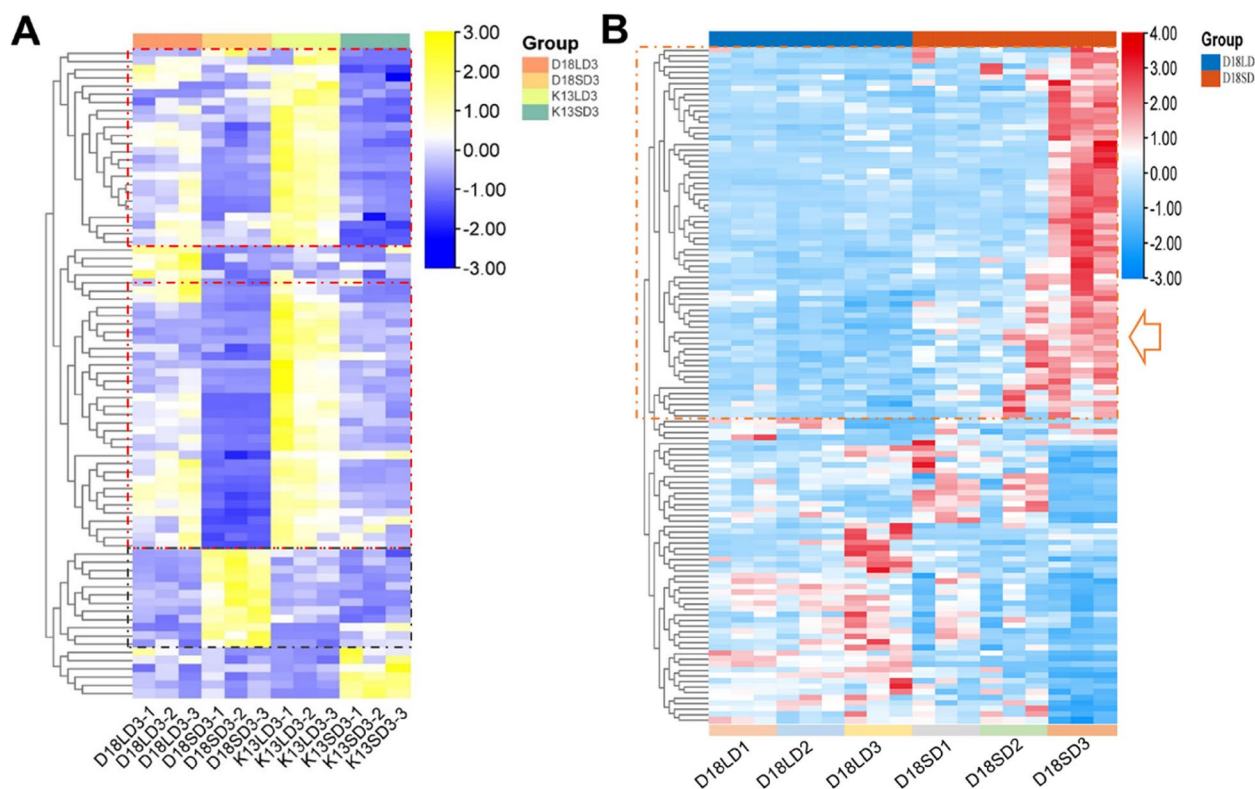 A
3.00
2.00
1.00
0.00
-1.00
-2.00
-3.00
Group
D18LD3
D18SD3
K13LD3
K13SD3
D18LD3-1
D18LD3-2
D18LD3-3
D18SD3-1
D18SD3-2
D18SD3-3
K13LD3-1
K13LD3-2
K13LD3-3
K13SD3-1
K13SD3-2
K13SD3-3
B
4.00
3.00
2.00
1.00
0.00
-1.00
-2.00
-3.00
Group
D18LD
D18SD
D18LD1
D18LD2
D18LD3
D18SD1
D18SD2
D18SD3